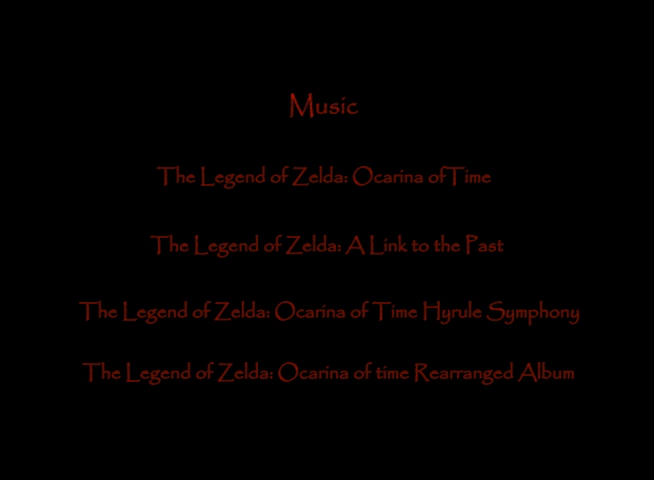 Music
The Legend of Zelda: Ocarina ofTime
The Legend of Zelda: A Link to the Past
The Legend of Zelda: Ocarina of Time Hyrule Symphony
The Legend of Zelda: Ocarina of time Rearranged Album